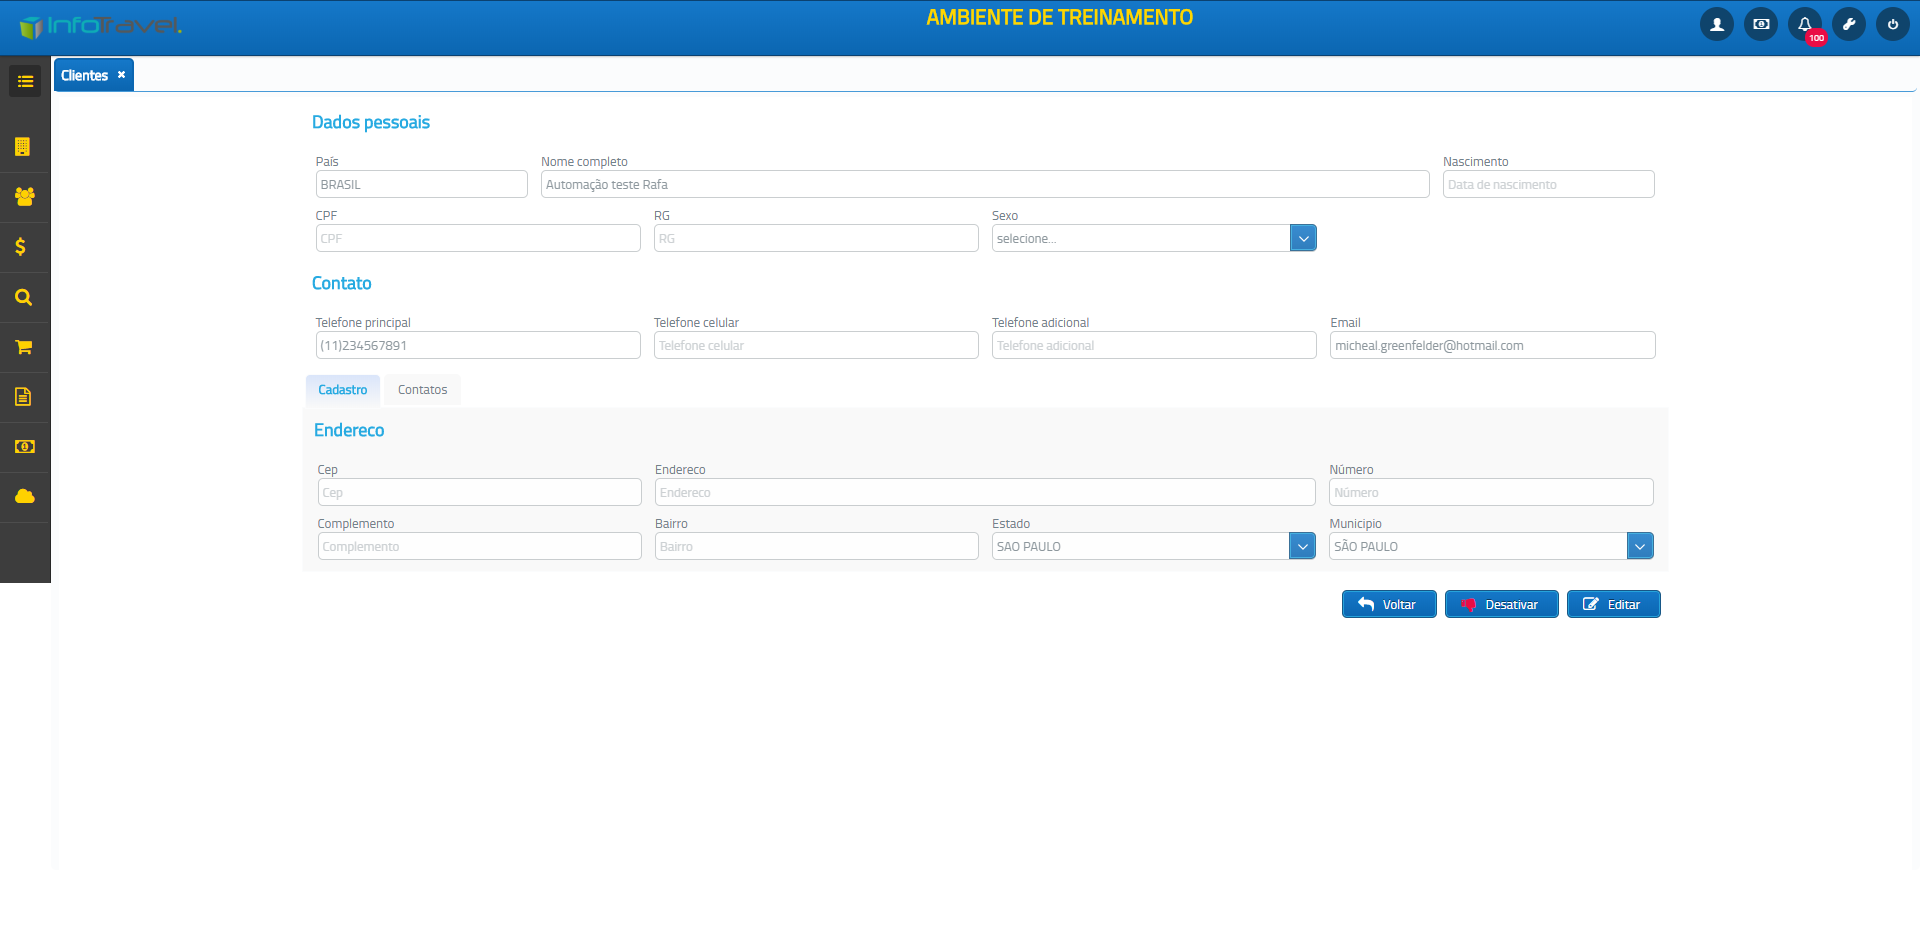 InfoTravel.
AMBIENTE DE TREINAMENTO
100
Clientes
Dados pessoais
País
Nome completo
Nascimento
BRASIL
Automação teste Rafa
Data de nascimento
CPF
RG
Sexo
CPF
RG
selecione...
Contato
Telefone principal
Telefone celular
Telefone adicional
Email
(11)234567891
Telefone celular
Telefone adicional
micheal.greenfelder@hotmail.com
Cadastro
Contatos
Endereco
Cep
Endereco
Número
Cep
Endereco
Número
Complemento
Bairro
Estado
Municipio
Complemento
Bairro
SAO PAULO
SÃO PAULO
Voltar
Desativar
Editar